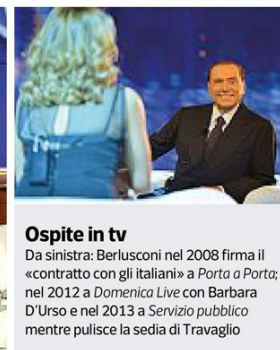 Ospite in tv
Da sinistra: Berlusconi nel 2008 firma il
«contratto con gli italiani» a Porta a Porta;
nel 2012 a Domenica Live con Barbara
D'Urso e nel 2013 a Servizio pubblico
mentre pulisce la sedia di Travaglio